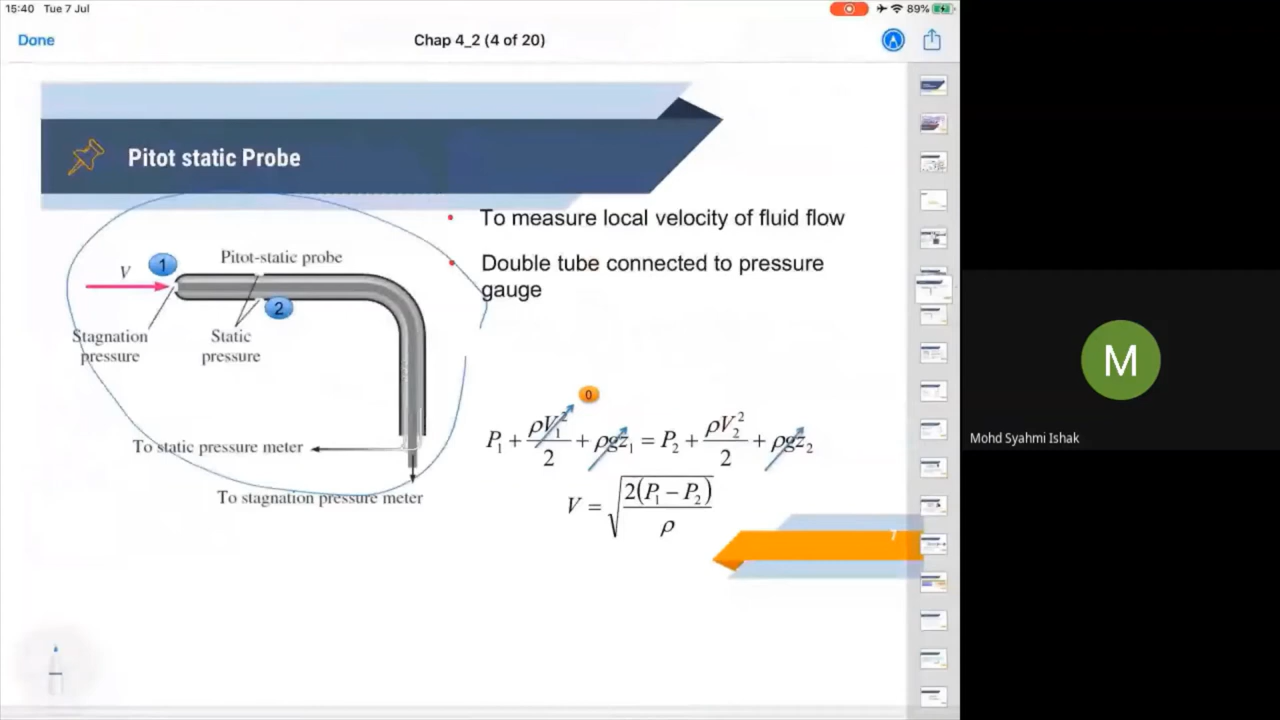 15:40 Tue 7 Jul
89%
Done
Chap 4_2 (4 of 20)
Pitot static Probe
• To measure local velocity of fluid flow
• Double tube connected to pressure
gauge
V
1
Pitot-static probe
2
Stagnation
pressure
Static
pressure
To static pressure meter
To stagnation pressure meter
0
P₁ + ρV₁²/2 + ρgz₁ = P₂ + ρV₂²/2 + ρgz₂
V = √(2(P₁ − P₂)/ρ)
7
M
Mohd Syahmi Ishak